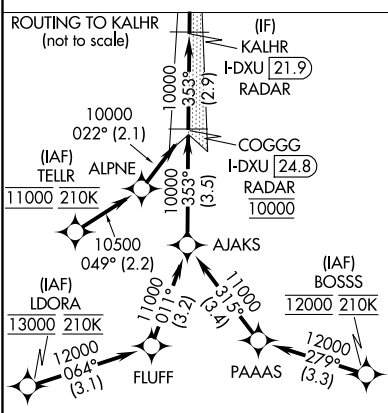 ROUTING TO KALHR
(not to scale)
(IF)
KALHR
I-DXU 21.9
RADAR
10000
353°
(2.9)
10000
022° (2.1)
COGGG
I-DXU 24.8
RADAR
10000
(IAF)
TELLR
11000 210K
ALPNE
10000
353°
(3.5)
10500
049° (2.2)
AJAKS
(IAF)
LDORA
13000 210K
11000
011°
(3.2)
11000
315°
(3.4)
(IAF)
BOSSS
12000 210K
12000
064°
(3.1)
FLUFF
PAAAS
12000
279°
(3.3)